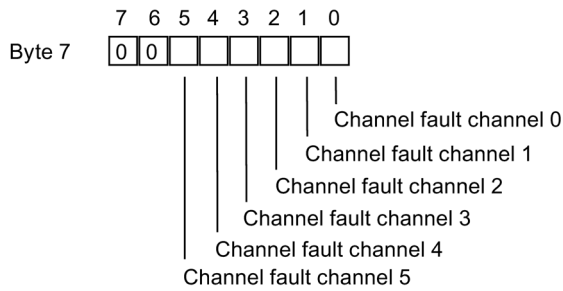 7 6 5 4 3 2 1 0
Byte 7 0 0
Channel fault channel 0
Channel fault channel 1
Channel fault channel 2
Channel fault channel 3
Channel fault channel 4
Channel fault channel 5